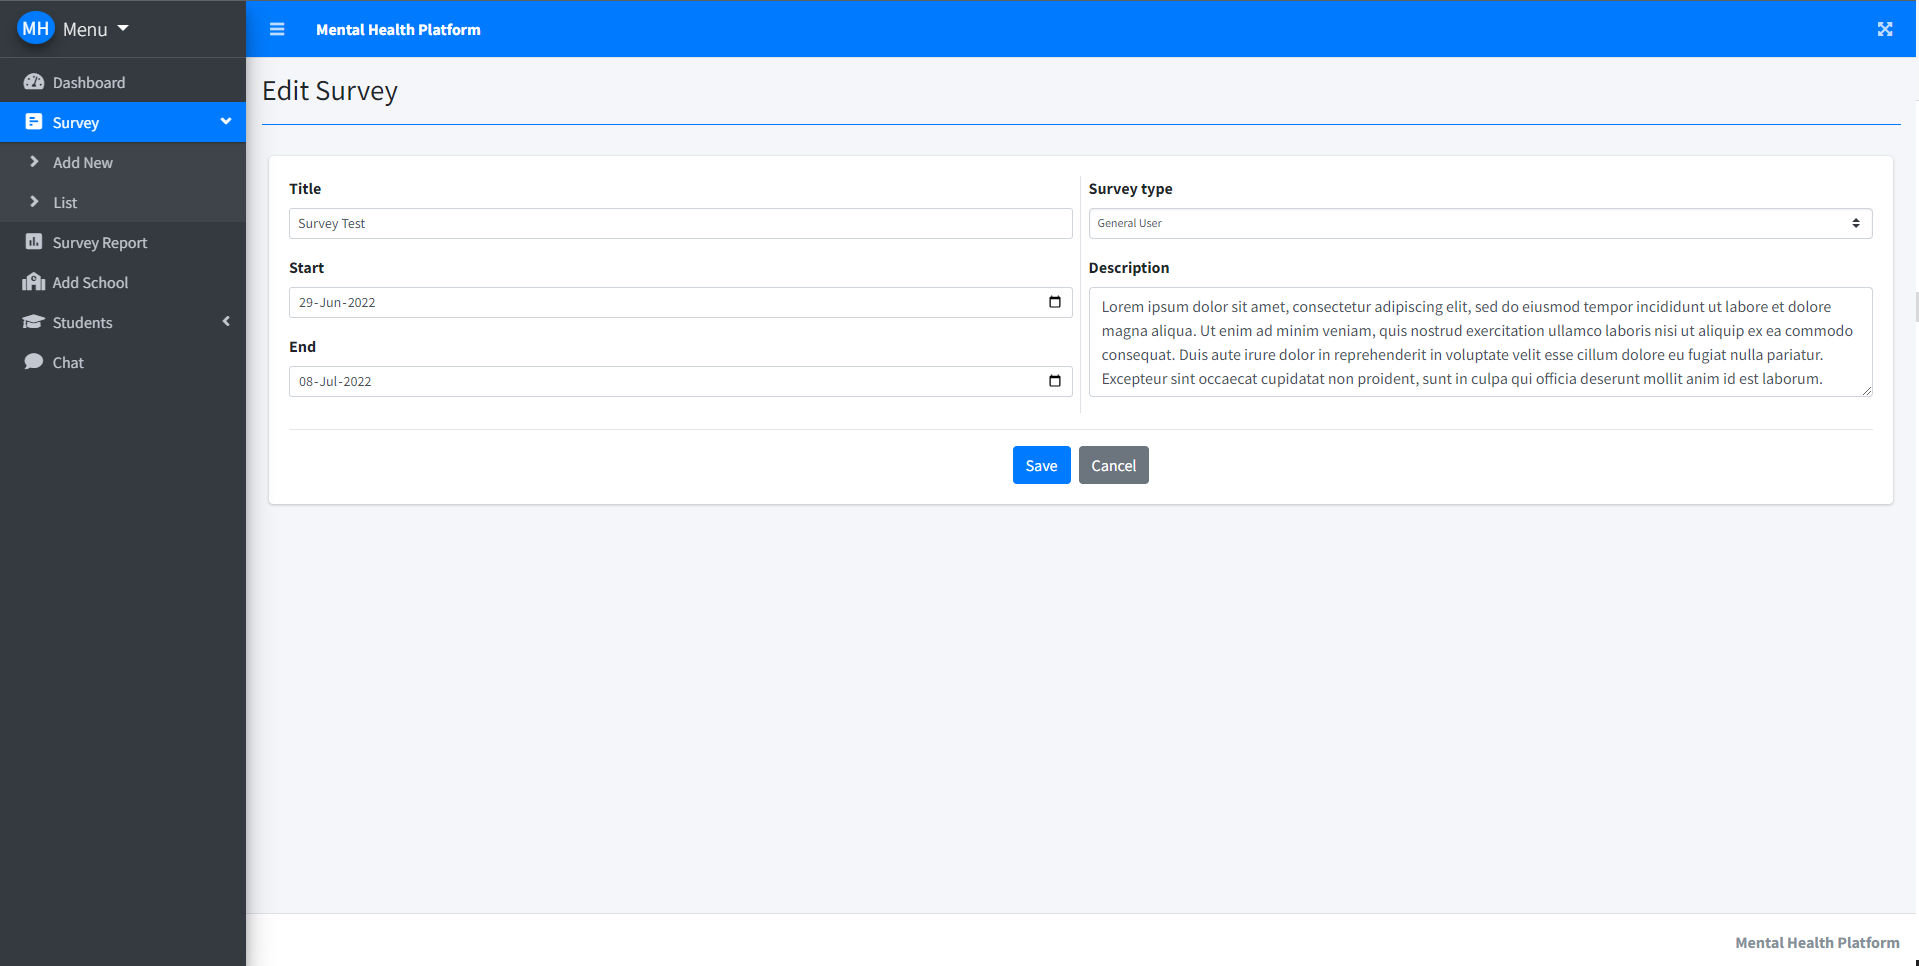 MH Menu
Mental Health Platform
Dashboard
Survey
Add New
List
Survey Report
Add School
Students
Chat
Edit Survey
Title
Survey Test
Start
29-Jun-2022
End
08-Jul-2022
Survey type
General User
Description
Lorem ipsum dolor sit amet, consectetur adipiscing elit, sed do eiusmod tempor incididunt ut labore et dolore
magna aliqua. Ut enim ad minim veniam, quis nostrud exercitation ullamco laboris nisi ut aliquip ex ea commodo
consequat. Duis aute irure dolor in reprehenderit in voluptate velit esse cillum dolore eu fugiat nulla pariatur.
Excepteur sint occaecat cupidatat non proident, sunt in culpa qui officia deserunt mollit anim id est laborum.
Save Cancel
Mental Health Platform